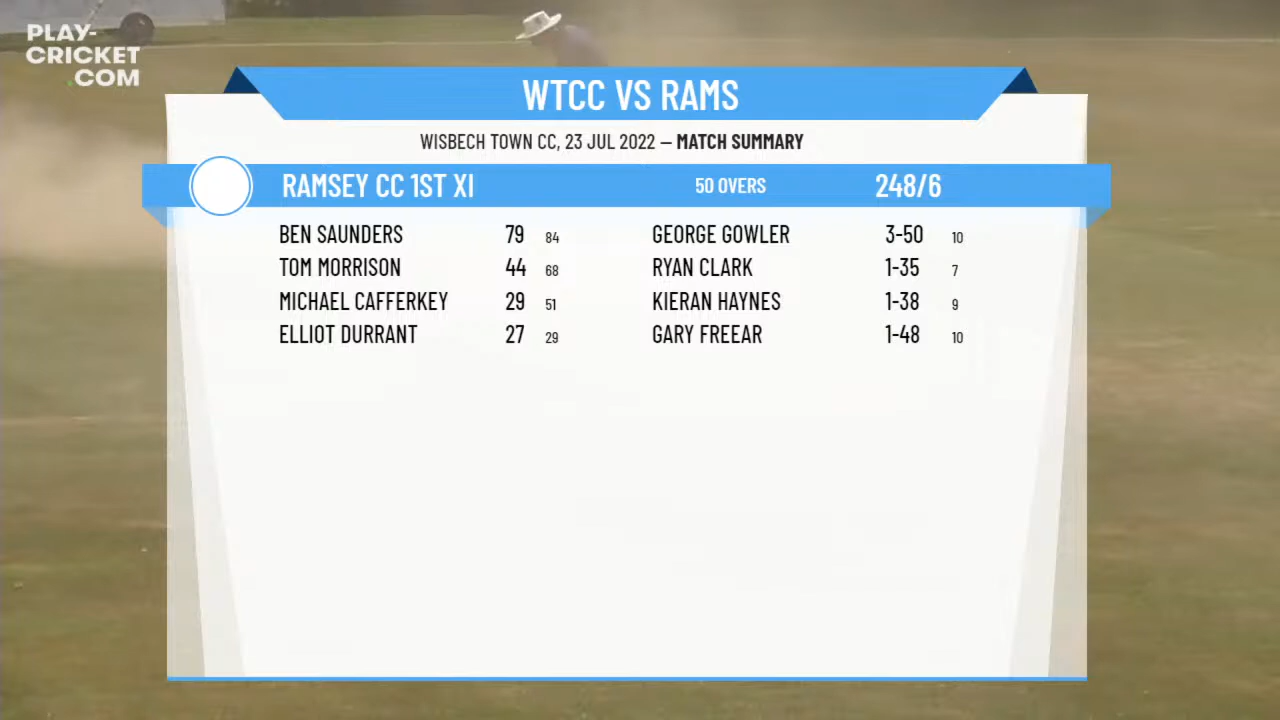 PLAY-
CRICKET
.COM
WTCC VS RAMS
WISBECH TOWN CC, 23 JUL 2022 – MATCH SUMMARY
RAMSEY CC 1ST XI 50 OVERS 248/6
BEN SAUNDERS 79 84 GEORGE GOWLER 3-50 10
TOM MORRISON 44 68 RYAN CLARK 1-35 7
MICHAEL CAFFERKEY 29 51 KIERAN HAYNES 1-38 9
ELLIOT DURRANT 27 29 GARY FREEAR 1-48 10